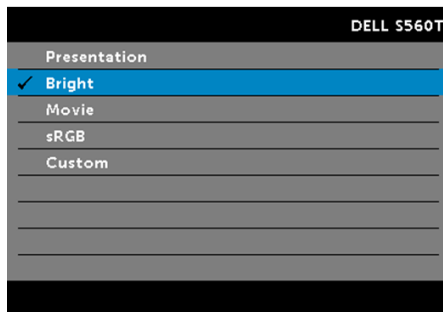 DELL S560T
Presentation
Bright
Movie
sRGB
Custom